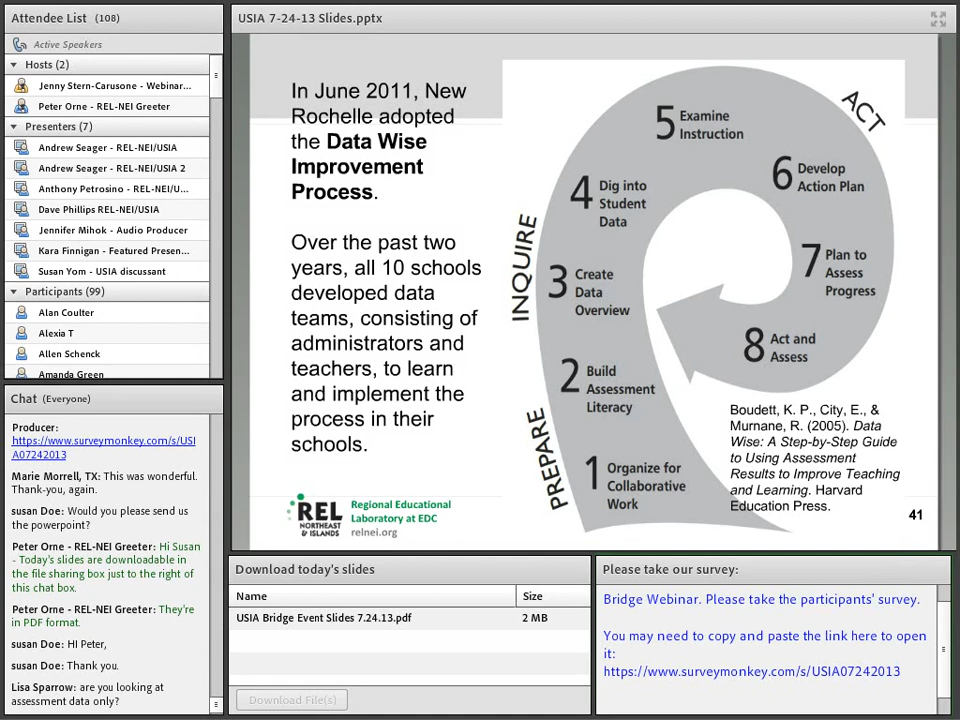 Attendee List (108)
Active Speakers
Hosts (2)
Jenny Stern-Carusone - Webinar...
Peter Orne - REL-NEI Greeter
Presenters (7)
Andrew Seager - REL-NEI/USIA
Andrew Seager - REL-NEI/USIA 2
Anthony Petrosino - REL-NEI/U...
Dave Phillips REL-NEI/USIA
Jennifer Mihok - Audio Producer
Kara Finnigan - Featured Presen...
Susan Yom - USIA discussant
Participants (99)
Alan Coulter
Alexia T
Allen Schenck
Amanda Green
Chat (Everyone)
Producer:
https://www.surveymonkey.com/s/USI
A07242013
Marie Morrell, TX: This was wonderful.
Thank-you, again.
susan Doe: Would you please send us
the powerpoint?
Peter Orne - REL-NEI Greeter: Hi Susan
- Today's slides are downloadable in
the file sharing box just to the right of
this chat box.
Peter Orne - REL-NEI Greeter: They're
in PDF format.
susan Doe: HI Peter,
susan Doe: Thank you.
Lisa Sparrow: are you looking at
assessment data only?
USIA 7-24-13 Slides.pptx
In June 2011, New
Rochelle adopted
the Data Wise
Improvement
Process.
Over the past two
years, all 10 schools
developed data
teams, consisting of
administrators and
teachers, to learn
and implement the
process in their
schools.
REL
NORTHEAST
& ISLANDS
Regional Educational
Laboratory at EDC
relnei.org
PREPARE
1 Organize for
Collaborative
Work
2 Build
Assessment
Literacy
INQUIRE
3 Create
Data
Overview
4 Dig into
Student
Data
5 Examine
Instruction
ACT
6 Develop
Action Plan
7 Plan to
Assess
Progress
8 Act and
Assess
Boudett, K. P., City, E., &
Murnane, R. (2005). Data
Wise: A Step-by-Step Guide
to Using Assessment
Results to Improve Teaching
and Learning. Harvard
Education Press.
41
Download today's slides
Name Size
USIA Bridge Event Slides 7.24.13.pdf 2 MB
Download File(s)
Please take our survey:
Bridge Webinar. Please take the participants' survey.
You may need to copy and paste the link here to open
it:
https://www.surveymonkey.com/s/USIA07242013